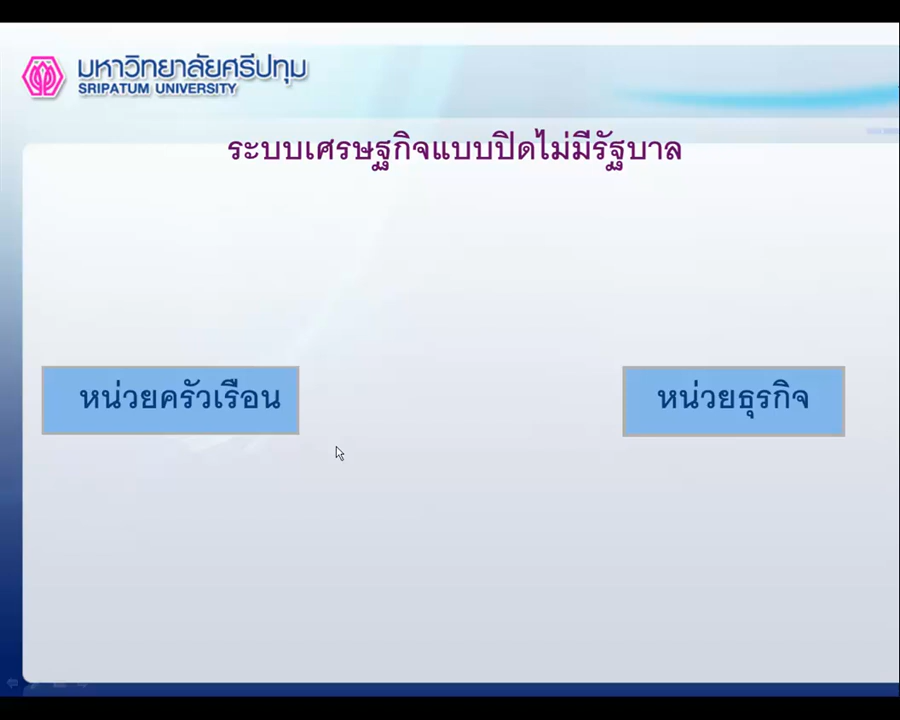 มหาวิทยาลัยศรีปทุม
SRIPATUM UNIVERSITY
ระบบเศรษฐกิจแบบปิดไม่มีรัฐบาล
หน่วยครัวเรือน
หน่วยธุรกิจ